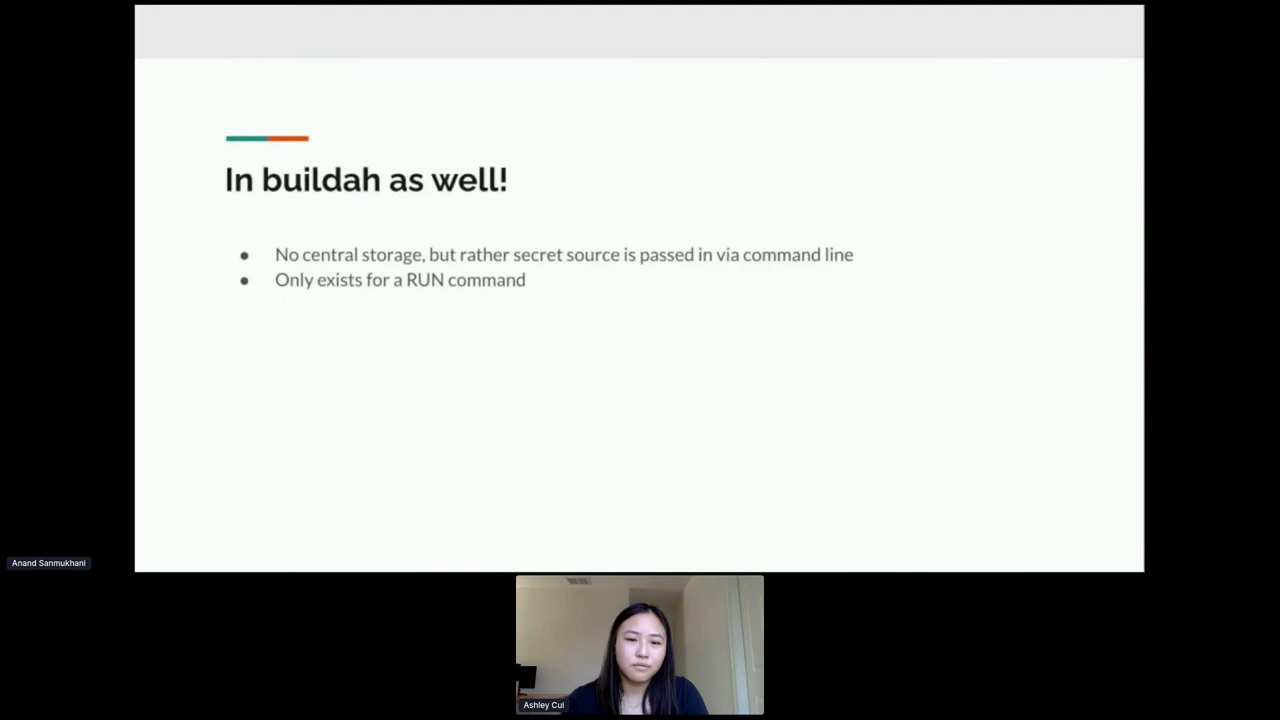 In buildah as well!
No central storage, but rather secret source is passed in via command line
Only exists for a RUN command
Anand Sanmukhani
Ashley Cui